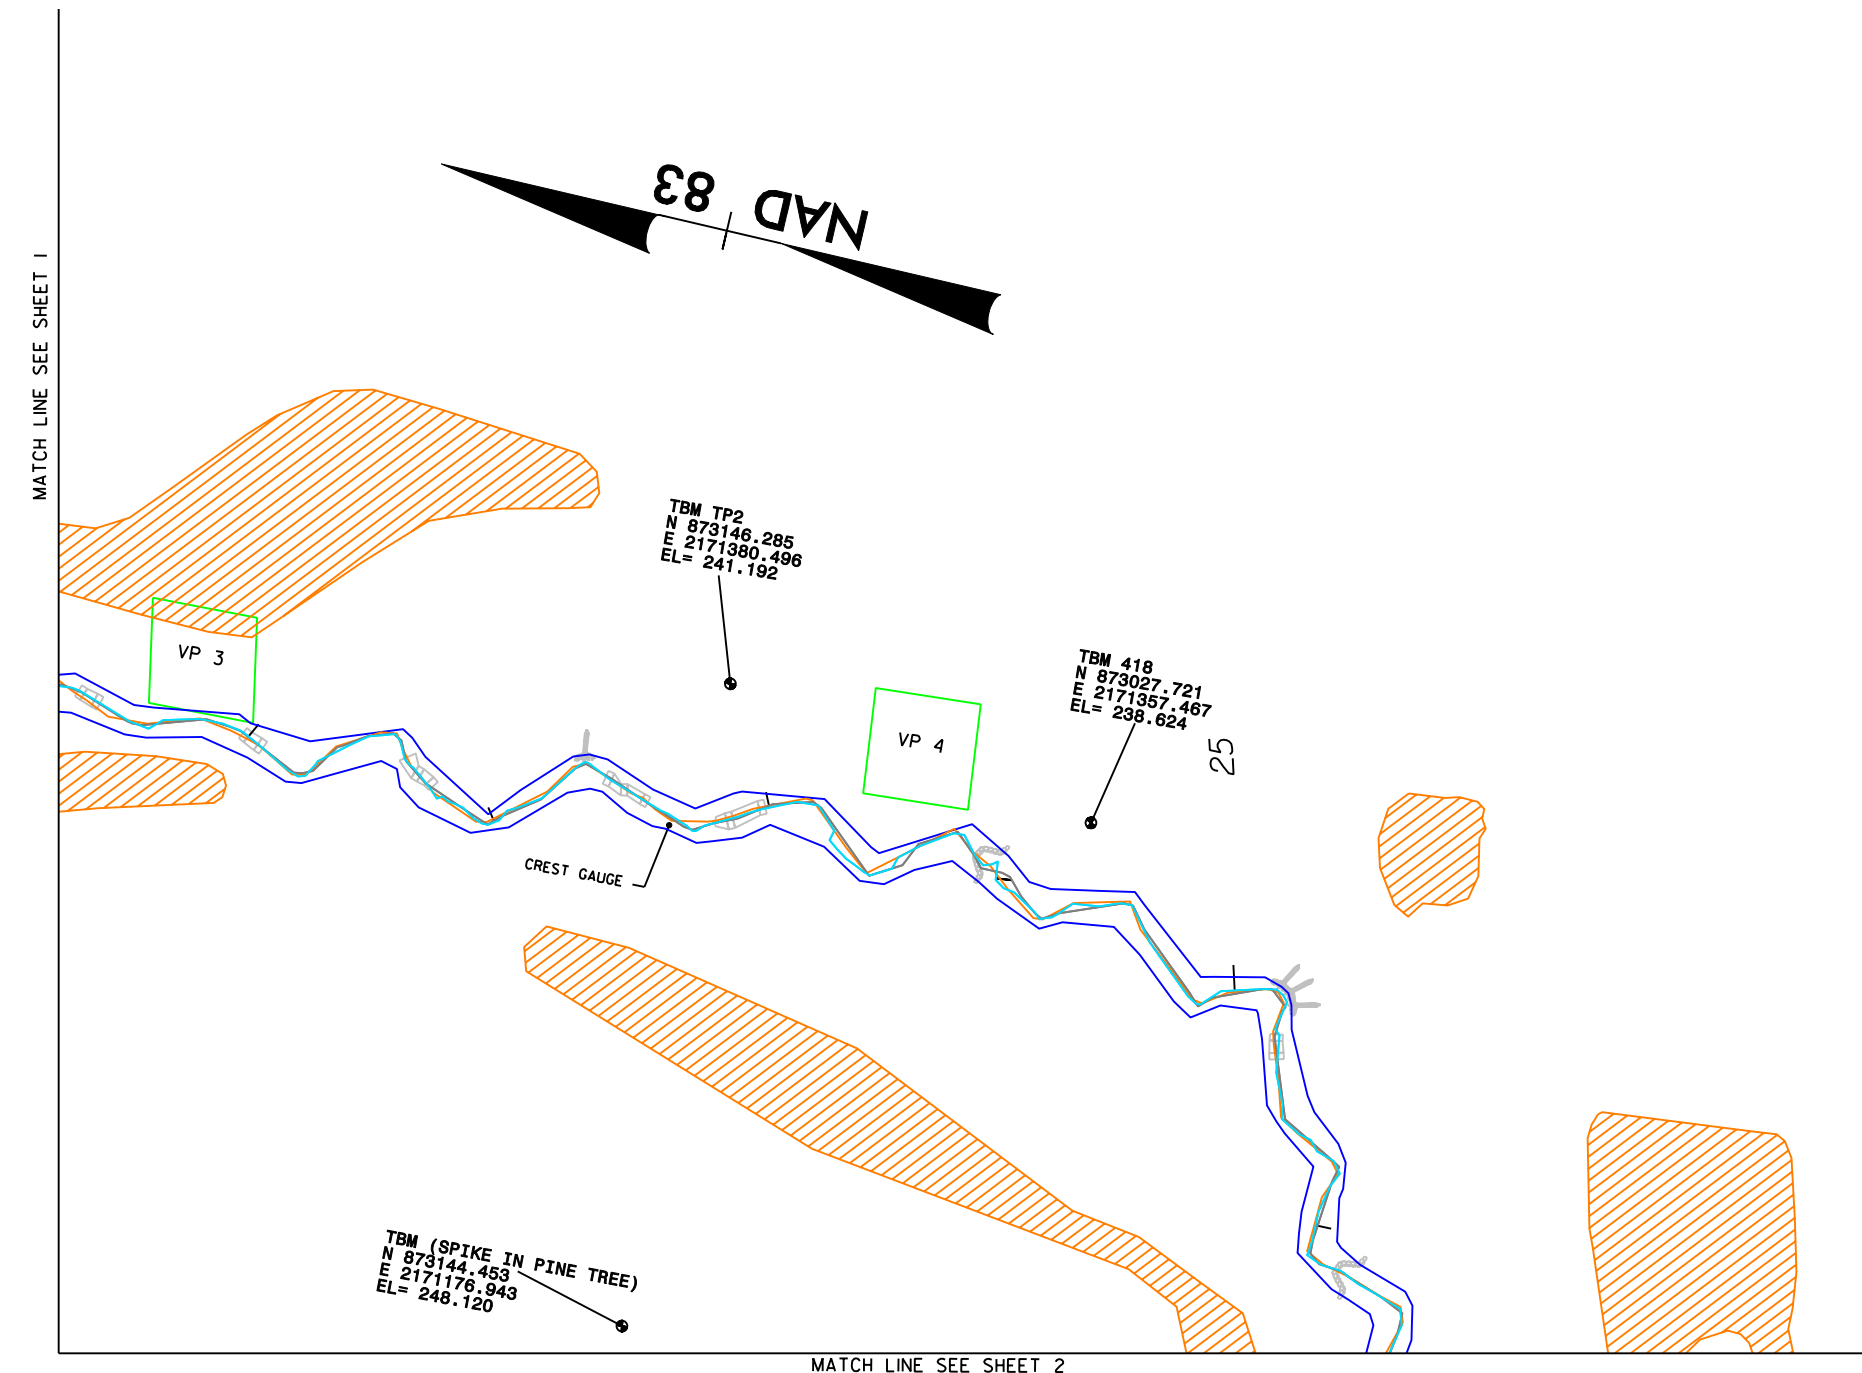 NAD 83
MATCH LINE SEE SHEET 1
TBM TP2
N 873146.285
E 2171380.496
EL= 241.192
VP 3
TBM 418
N 873027.721
E 2171357.467
EL= 238.624
VP 4
25
CREST GAUGE
TBM (SPIKE IN PINE TREE)
N 873144.453
E 2171176.943
EL= 248.120
MATCH LINE SEE SHEET 2